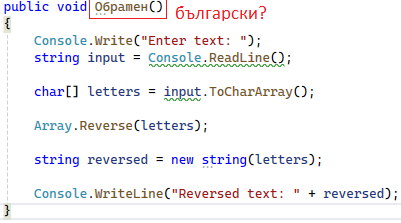 public void Обрамен() български?
{
Console.Write("Enter text: ");
string input = Console.ReadLine();
char[] letters = input.ToCharArray();
Array.Reverse(letters);
string reversed = new string(letters);
Console.WriteLine("Reversed text: " + reversed);
}